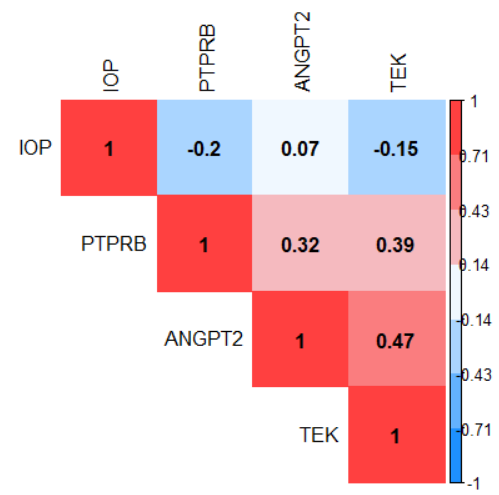 IOP PTPRB ANGPT2 TEK
IOP 1 -0.2 0.07 -0.15
PTPRB 1 0.32 0.39
ANGPT2 1 0.47
TEK 1
1
0.71
0.43
0.14
-0.14
-0.43
-0.71
-1